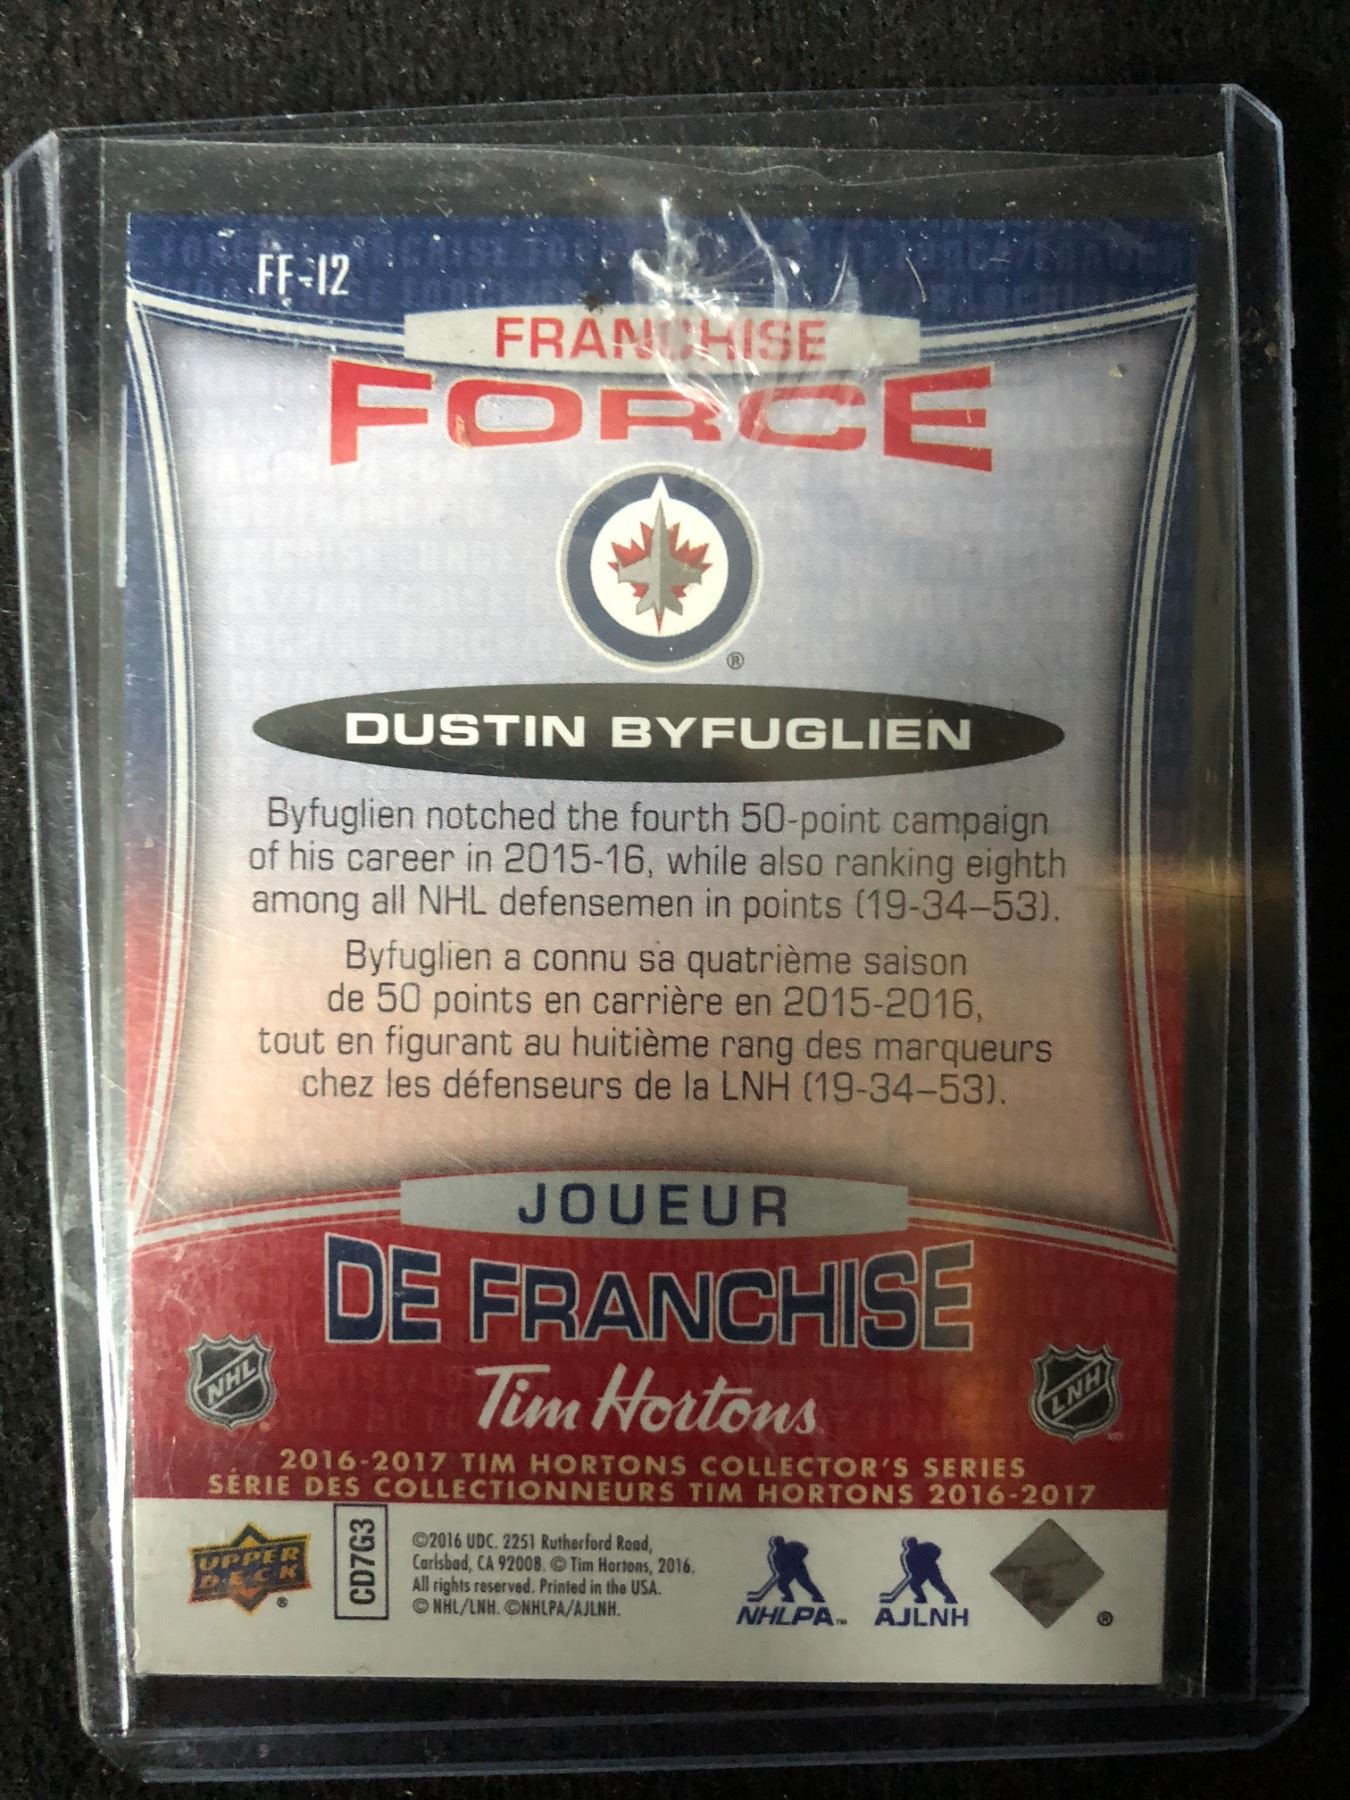 FF-12
FRANCHISE
FORCE
®
DUSTIN BYFUGLIEN
Byfuglien notched the fourth 50-point campaign
of his career in 2015-16, while also ranking eighth
among all NHL defensemen in points (19-34–53).
Byfuglien a connu sa quatrième saison
de 50 points en carrière en 2015-2016,
tout en figurant au huitième rang des marqueurs
chez les défenseurs de la LNH (19-34–53).
JOUEUR
DE FRANCHISE
NHL
LNH
Tim Hortons
2016-2017 TIM HORTONS COLLECTOR'S SERIES
SÉRIE DES COLLECTIONNEURS TIM HORTONS 2016-2017
UPPER
DECK
®
CD7G3
©2016 UDC. 2251 Rutherford Road,
Carlsbad, CA 92008. © Tim Hortons, 2016.
All rights reserved. Printed in the USA.
© NHL/LNH. ©NHLPA/AJLNH.
NHLPA™
AJLNH
®